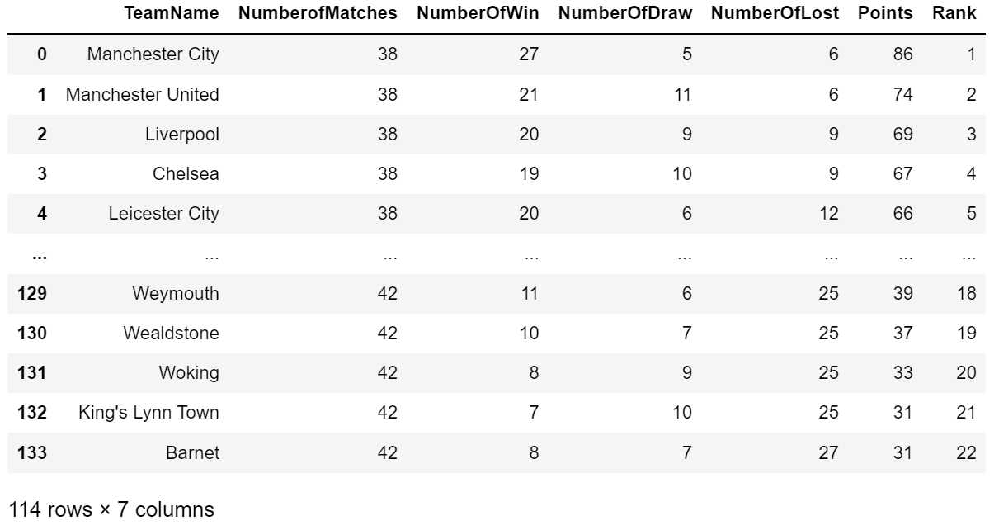 TeamName NumberofMatches NumberOfWin NumberOfDraw NumberOfLost Points Rank
0 Manchester City 38 27 5 6 86 1
1 Manchester United 38 21 11 6 74 2
2 Liverpool 38 20 9 9 69 3
3 Chelsea 38 19 10 9 67 4
4 Leicester City 38 20 6 12 66 5
... ... ... ... ... ... ... ...
129 Weymouth 42 11 6 25 39 18
130 Wealdstone 42 10 7 25 37 19
131 Woking 42 8 9 25 33 20
132 King's Lynn Town 42 7 10 25 31 21
133 Barnet 42 8 7 27 31 22
114 rows × 7 columns